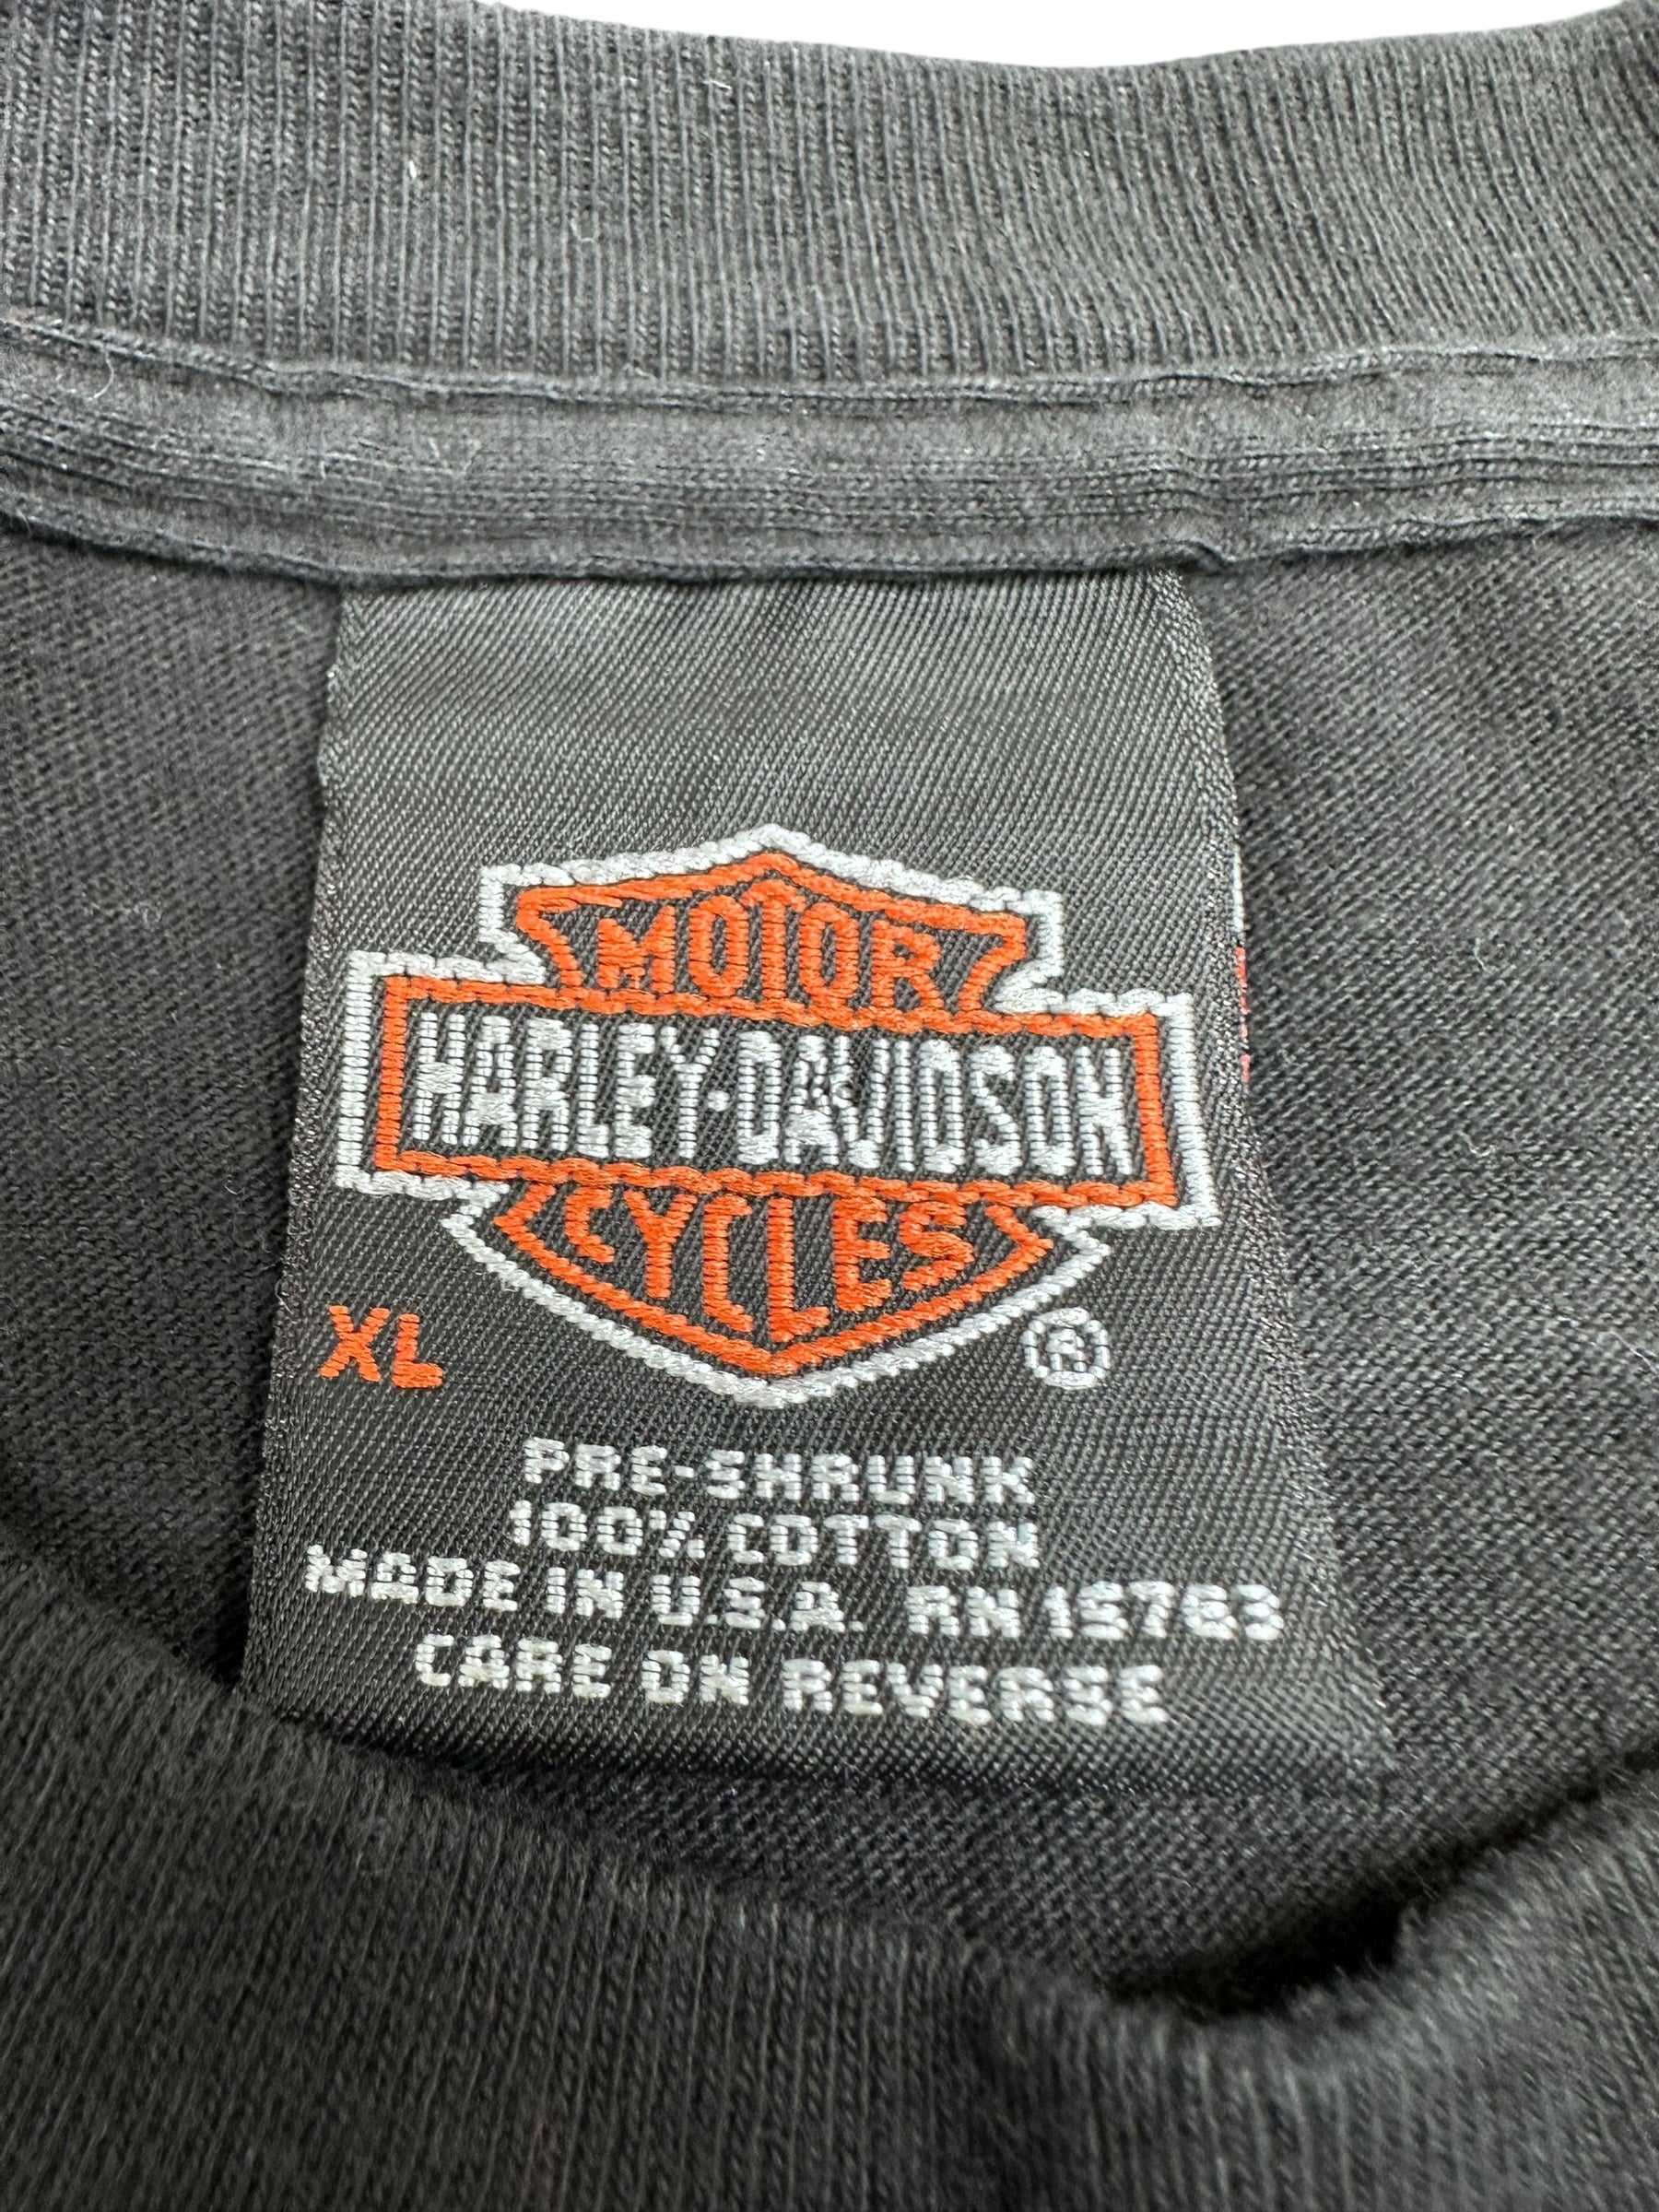 MOTOR
HARLEY-DAVIDSON
CYCLES
XL
®
PRE-SHRUNK
100% COTTON
MADE IN U.S.A. RN 15763
CARE ON REVERSE